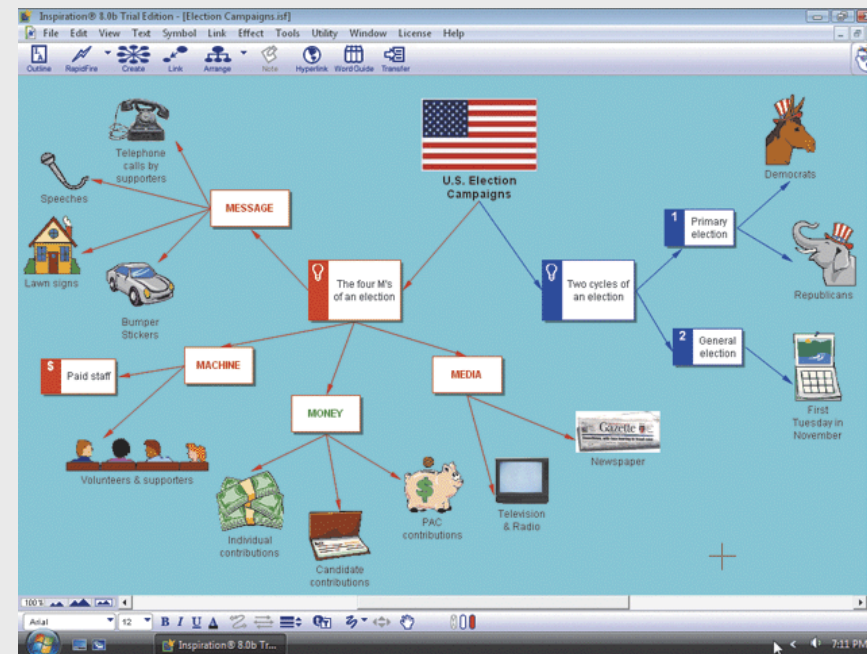 Inspiration® 8.0b Trial Edition - [Election Campaigns.isf]
File Edit View Text Symbol Link Effect Tools Utility Window License Help
Outline RapidFire Create Link Arrange Note Hyperlink Word Guide Transfer
U.S. Election
Campaigns
The four M's
of an election
MESSAGE
Telephone
calls by
supporters
Speeches
Lawn signs
Bumper
Stickers
MACHINE
$ Paid staff
Volunteers & supporters
MONEY
Individual
contributions
Candidate
contributions
$
PAC
contributions
MEDIA
Television
& Radio
Gazette
Newspaper
Two cycles of
an election
1 Primary
election
Democrats
Republicans
2 General
election
First
Tuesday in
November
100%
Arial 12 B I U A
Inspiration® 8.0b Tr...
7:11 PM